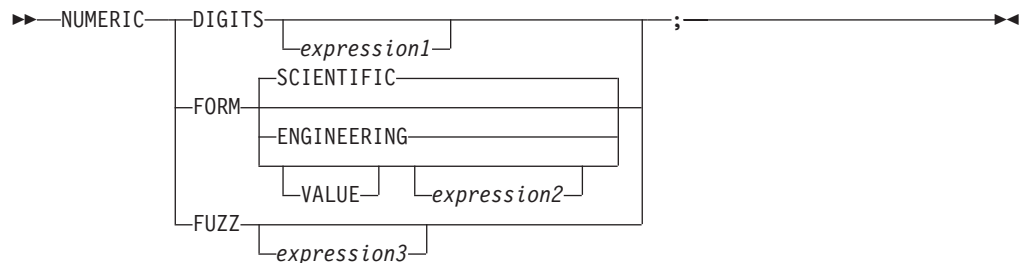 NUMERIC DIGITS ;
expression1
SCIENTIFIC
FORM
ENGINEERING
VALUE expression2
FUZZ
expression3